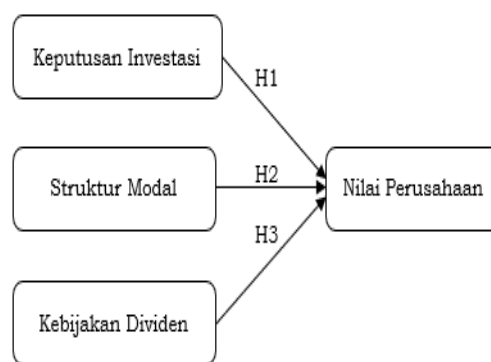 Keputusan Investasi
H1
Struktur Modal
H2
Nilai Perusahaan
H3
Kebijakan Dividen